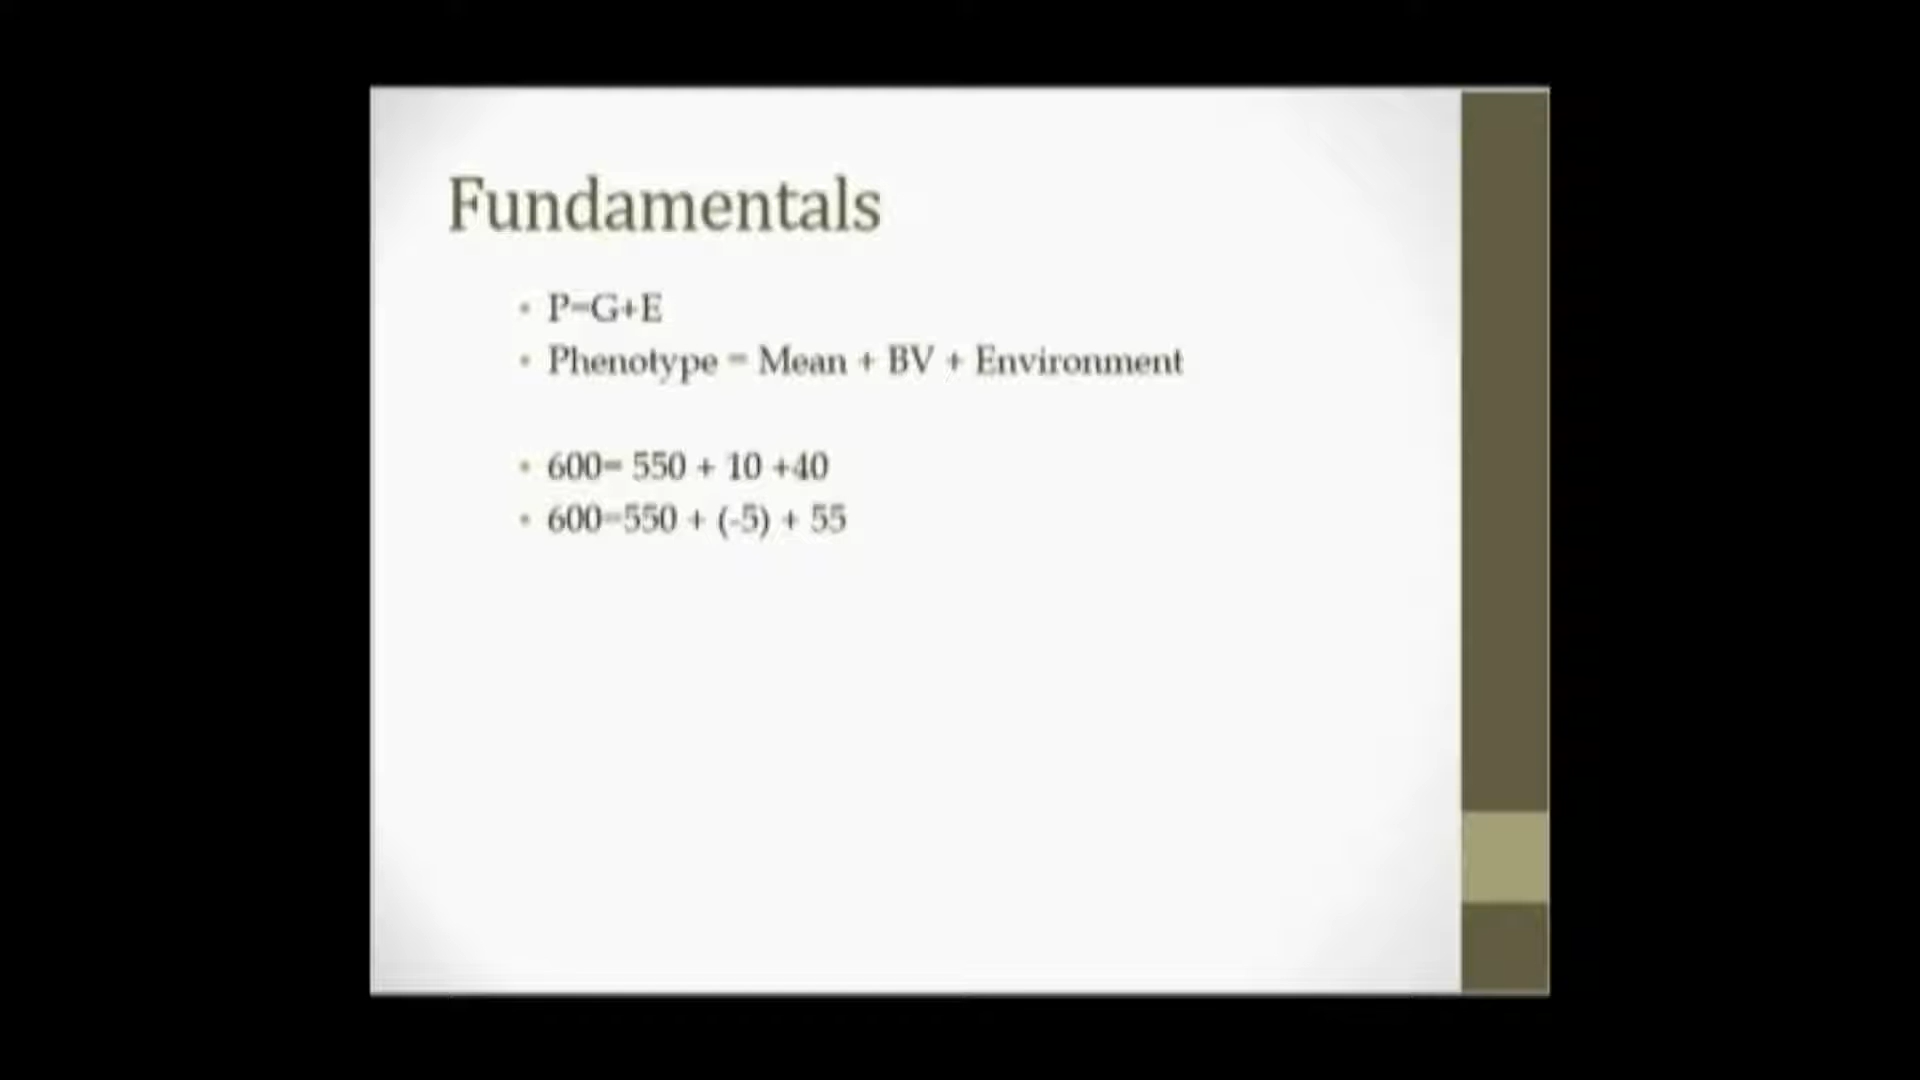 Fundamentals
• P=G+E
• Phenotype = Mean + BV + Environment
• 600= 550 + 10 +40
• 600=550 + (-5) + 55